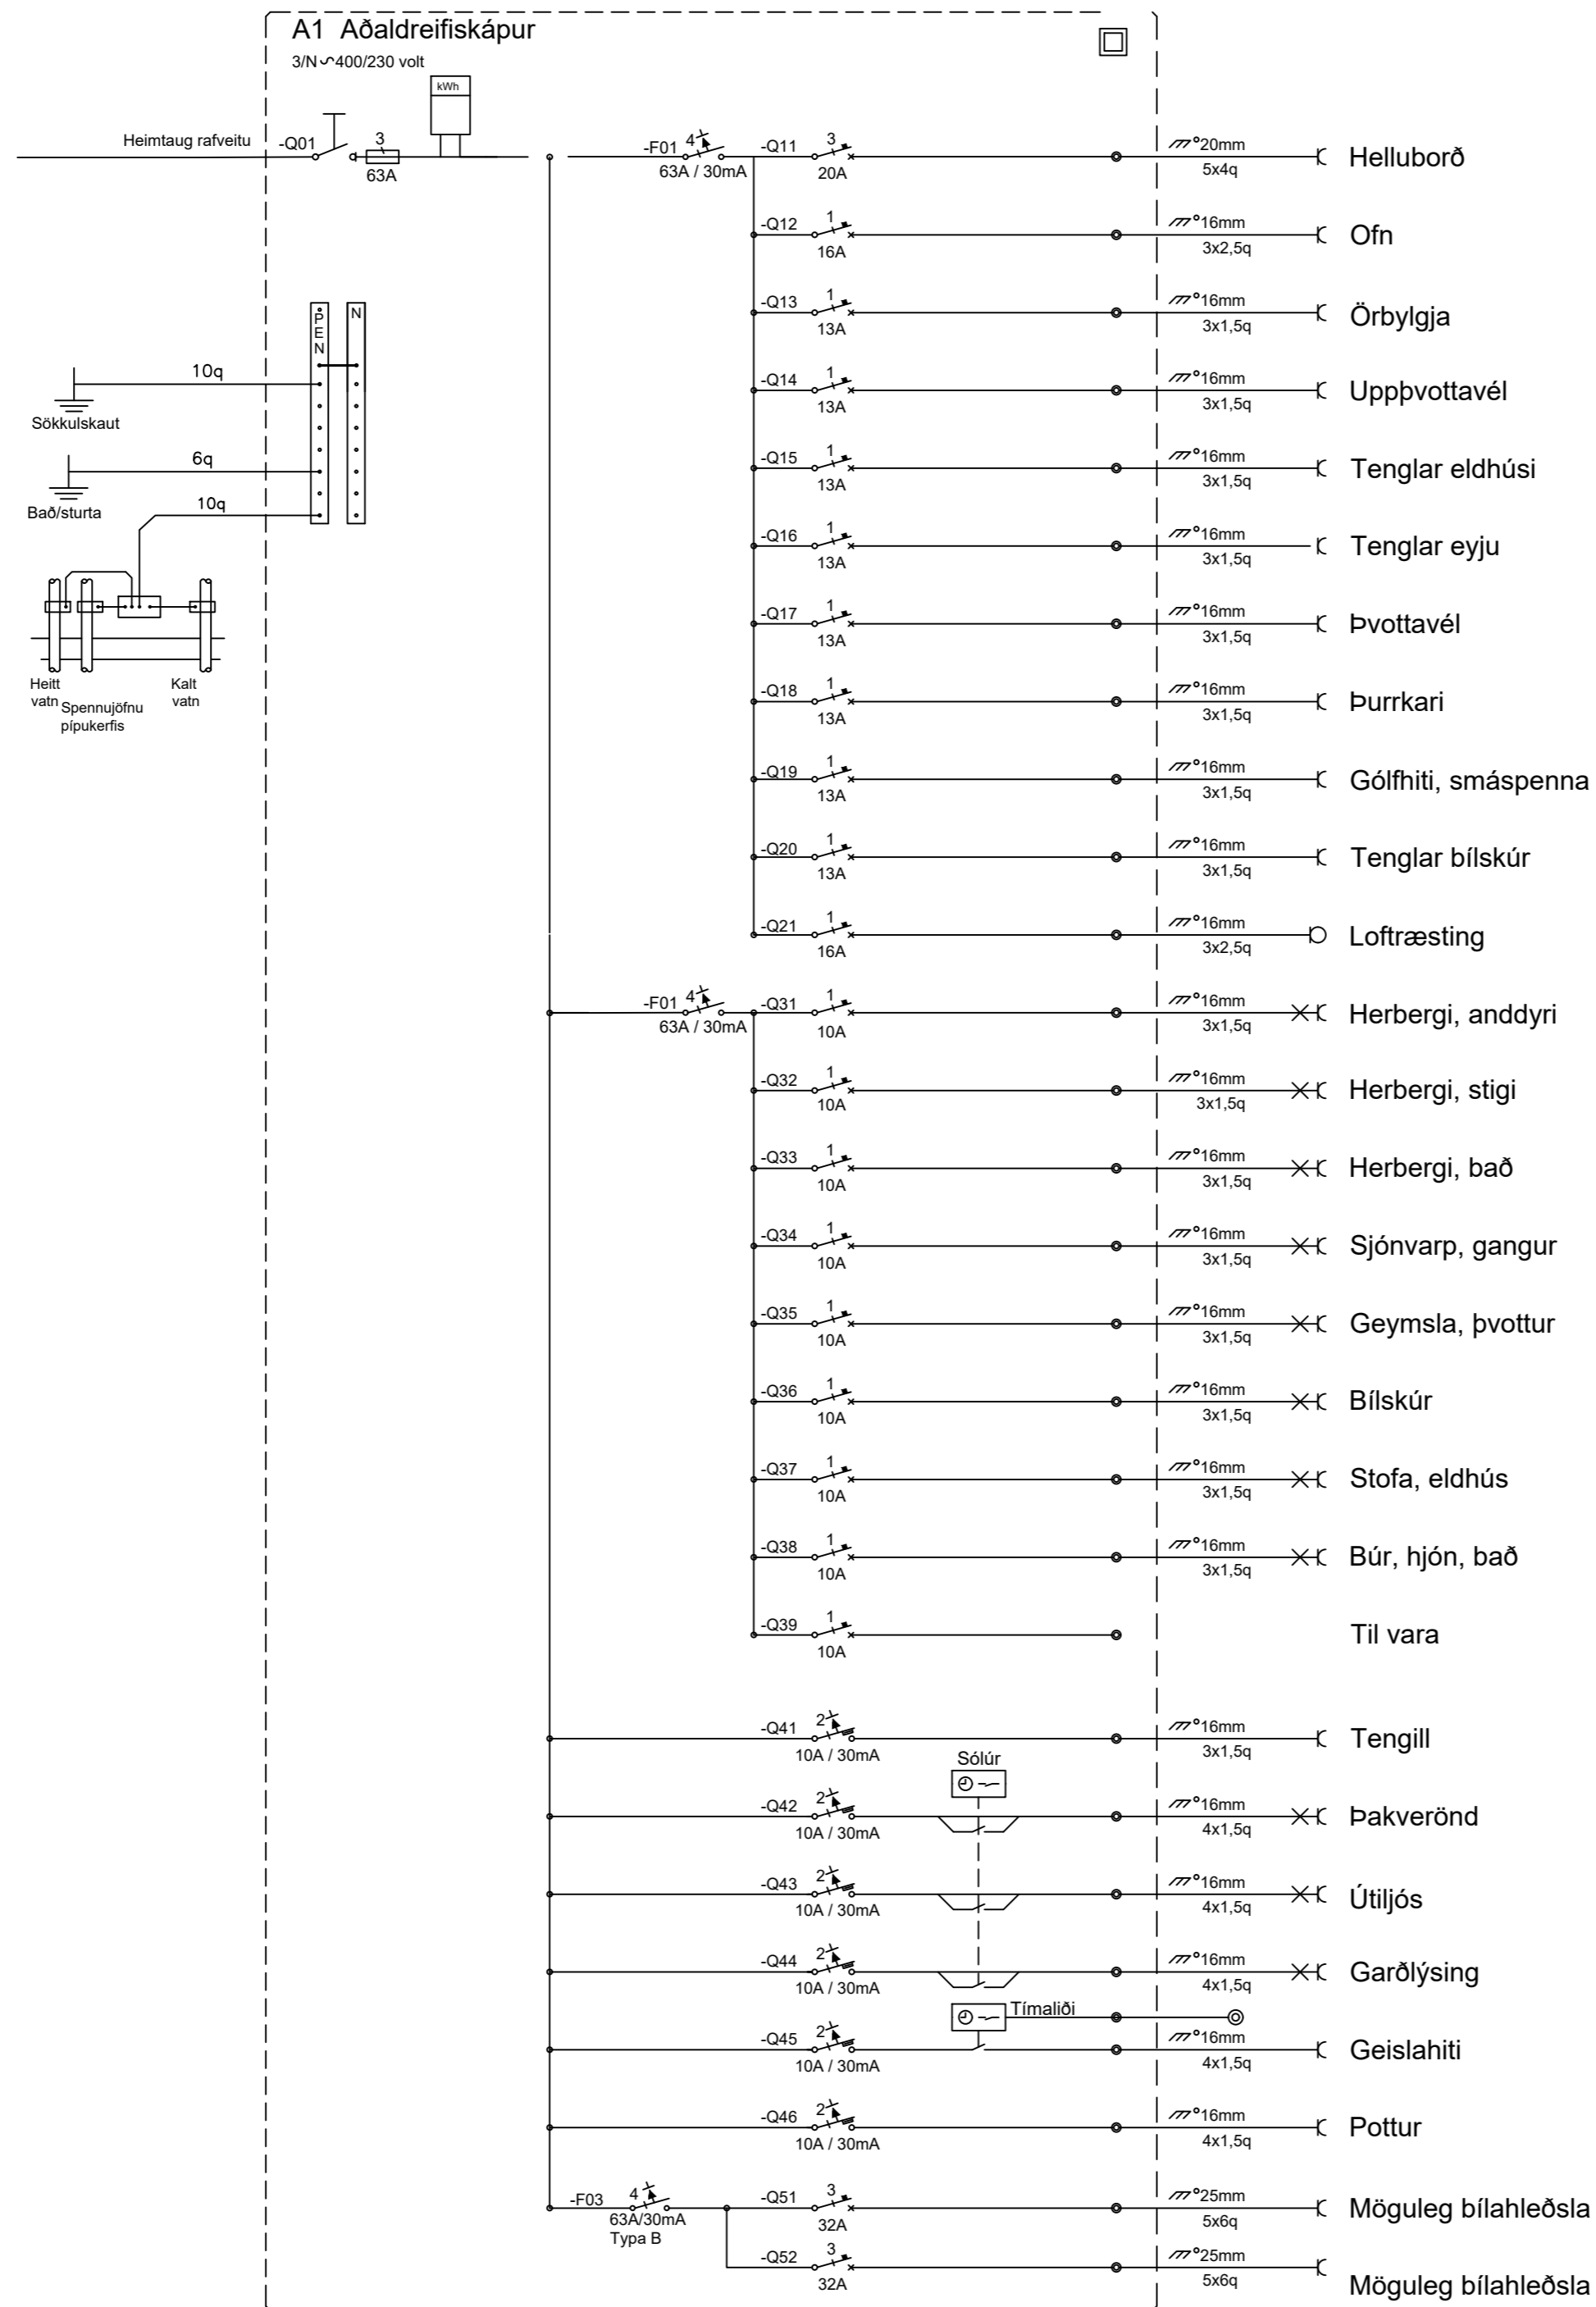 A1 Aðaldreifiskápur
3/N ∿ 400/230 volt
kWh
Heimtaug rafveitu
-Q01
3
63A
PEN
N
10q
Sökkulskaut
6q
Bað/sturta
10q
Heitt
vatn
Spennujöfnu
pípukerfis
Kalt
vatn
-F01 4
63A / 30mA
-Q11 3 20mm
20A 5x4q
Helluborð
-Q12 1 16mm
16A 3x2,5q
Ofn
-Q13 1 16mm
13A 3x1,5q
Örbylgja
-Q14 1 16mm
13A 3x1,5q
Uppþvottavél
-Q15 1 16mm
13A 3x1,5q
Tenglar eldhúsi
-Q16 1 16mm
13A 3x1,5q
Tenglar eyju
-Q17 1 16mm
13A 3x1,5q
Þvottavél
-Q18 1 16mm
13A 3x1,5q
Þurrkari
-Q19 1 16mm
13A 3x1,5q
Gólfhiti, smáspenna
-Q20 1 16mm
13A 3x1,5q
Tenglar bílskúr
-Q21 1 16mm
16A 3x2,5q
Loftræsting
-F01 4
63A / 30mA
-Q31 1 16mm
10A 3x1,5q
Herbergi, anddyri
-Q32 1 16mm
10A 3x1,5q
Herbergi, stigi
-Q33 1 16mm
10A 3x1,5q
Herbergi, bað
-Q34 1 16mm
10A 3x1,5q
Sjónvarp, gangur
-Q35 1 16mm
10A 3x1,5q
Geymsla, þvottur
-Q36 1 16mm
10A 3x1,5q
Bílskúr
-Q37 1 16mm
10A 3x1,5q
Stofa, eldhús
-Q38 1 16mm
10A 3x1,5q
Búr, hjón, bað
-Q39 1
10A
Til vara
-Q41 2 16mm
10A / 30mA 3x1,5q
Tengill
Sólúr
-Q42 2 16mm
10A / 30mA 4x1,5q
Þakverönd
-Q43 2 16mm
10A / 30mA 4x1,5q
Útiljós
-Q44 2 16mm
10A / 30mA 4x1,5q
Garðlýsing
Tímaliði
-Q45 2 16mm
10A / 30mA 4x1,5q
Geislahiti
-Q46 2 16mm
10A / 30mA 4x1,5q
Pottur
-F03 4
63A/30mA
Typa B
-Q51 3 25mm
32A 5x6q
Möguleg bílahleðsla
-Q52 3 25mm
32A 5x6q
Möguleg bílahleðsla